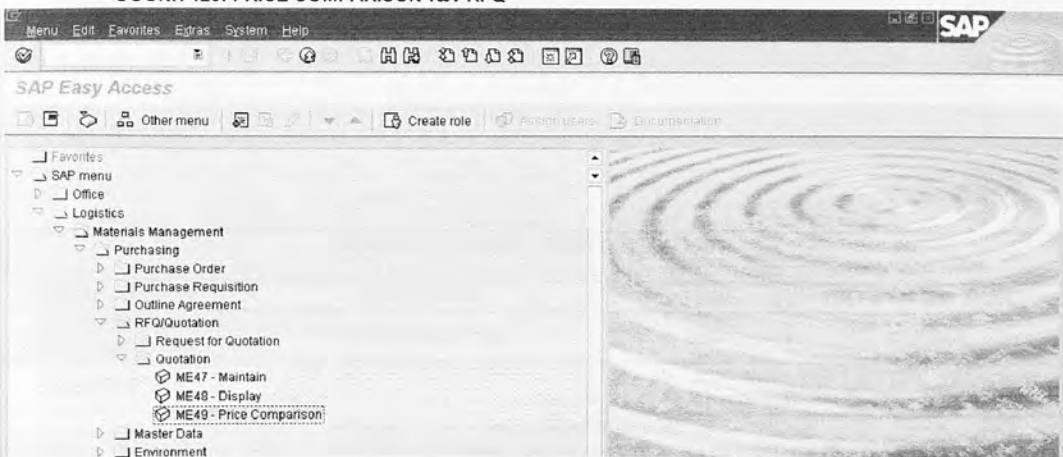 Menu Edit Favorites Extras System Help
SAP
SAP Easy Access
Other menu Create role Assign users Documentation
Favorites
SAP menu
Office
Logistics
Materials Management
Purchasing
Purchase Order
Purchase Requisition
Outline Agreement
RFQ/Quotation
Request for Quotation
Quotation
ME47 - Maintain
ME48 - Display
ME49 - Price Comparison
Master Data
Environment